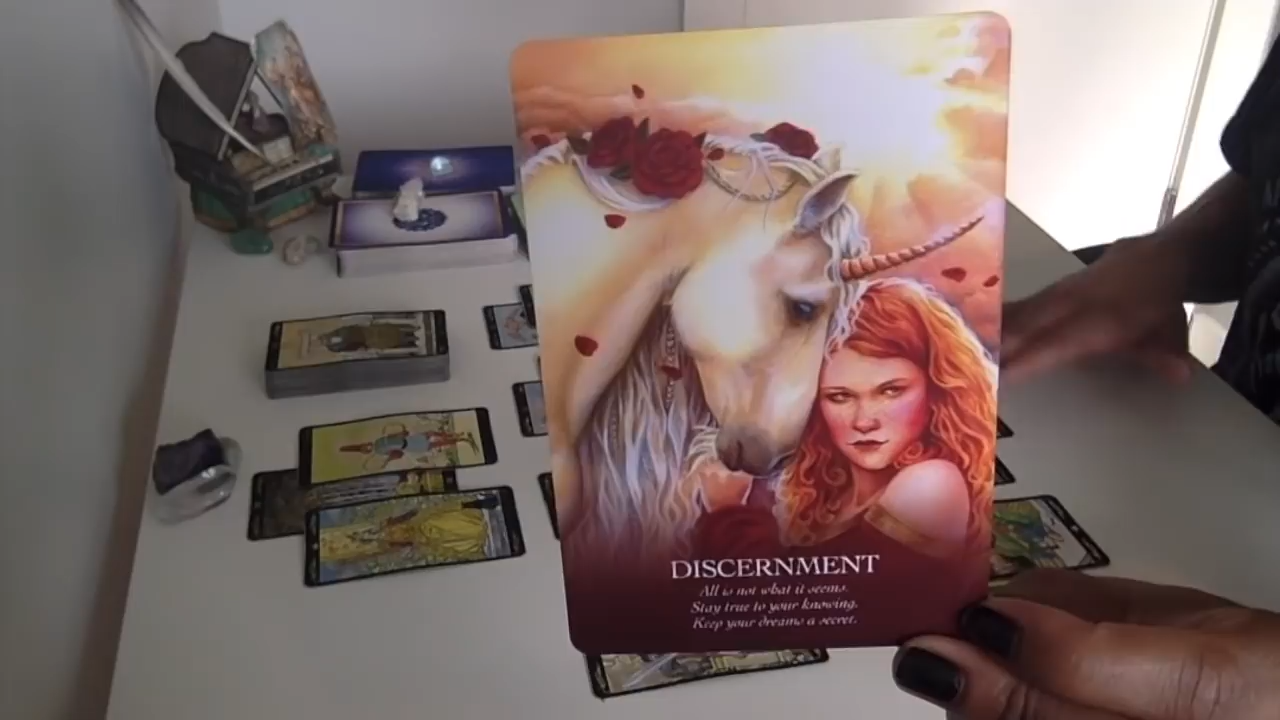 DISCERNMENT
All is not what it seems.
Stay true to your knowing.
Keep your dreams a secret.